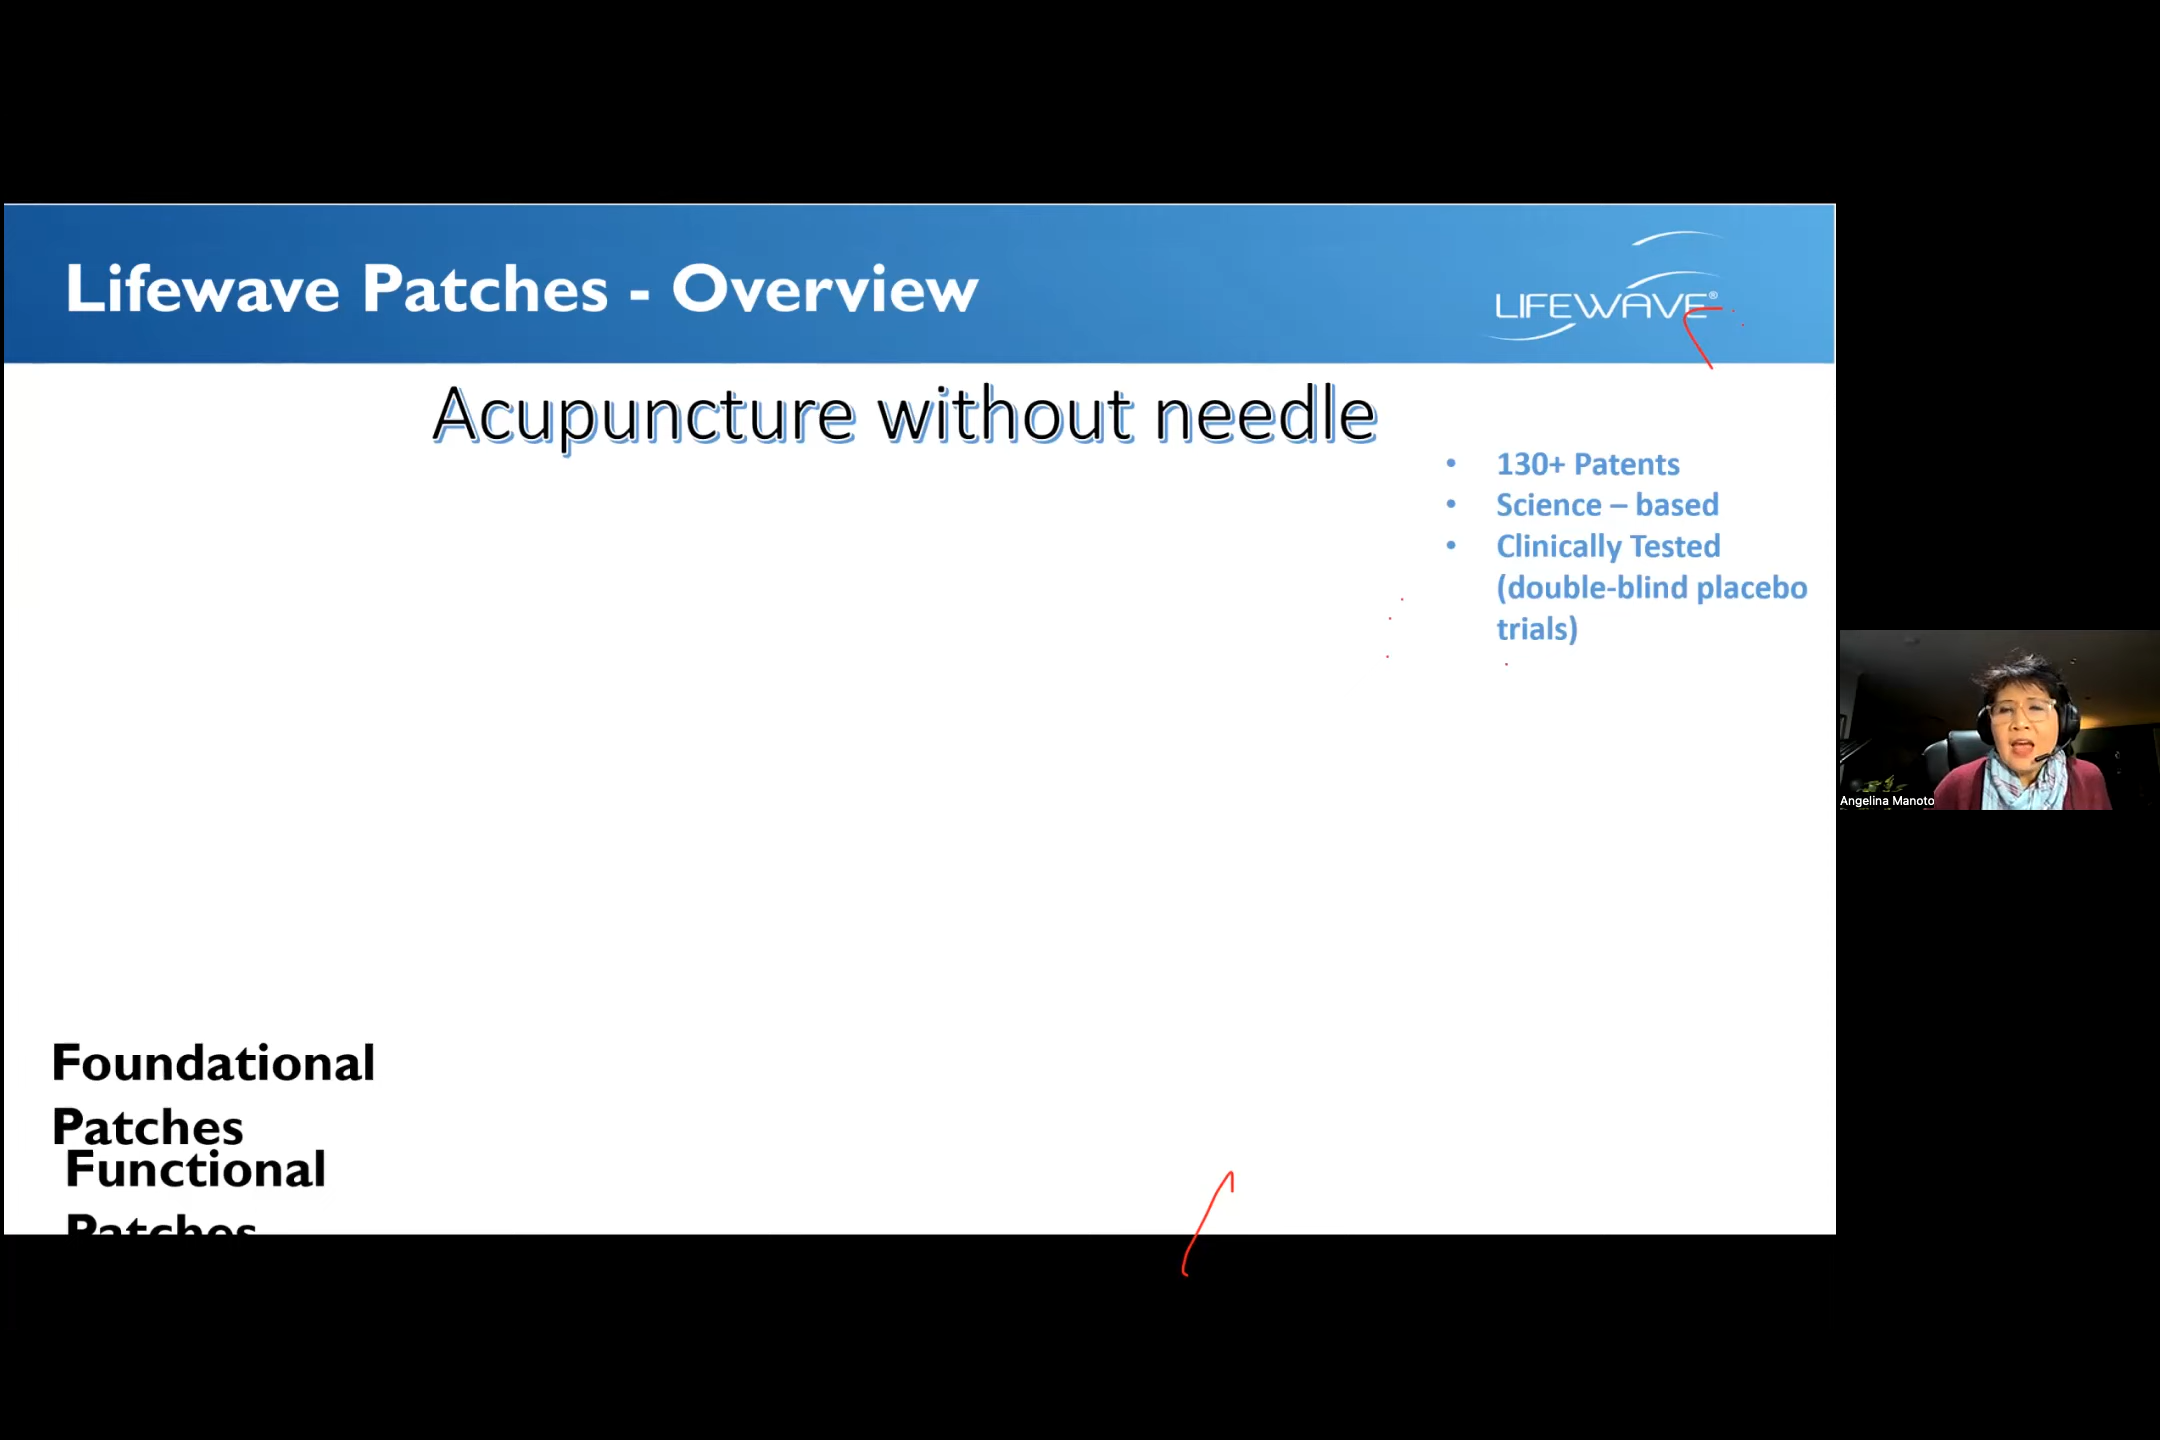 Lifewave Patches - Overview
LIFEWAVE®
Acupuncture without needle
• 130+ Patents
• Science – based
• Clinically Tested
(double-blind placebo
trials)
Angelina Manoto
Foundational
Patches
Functional
Patches